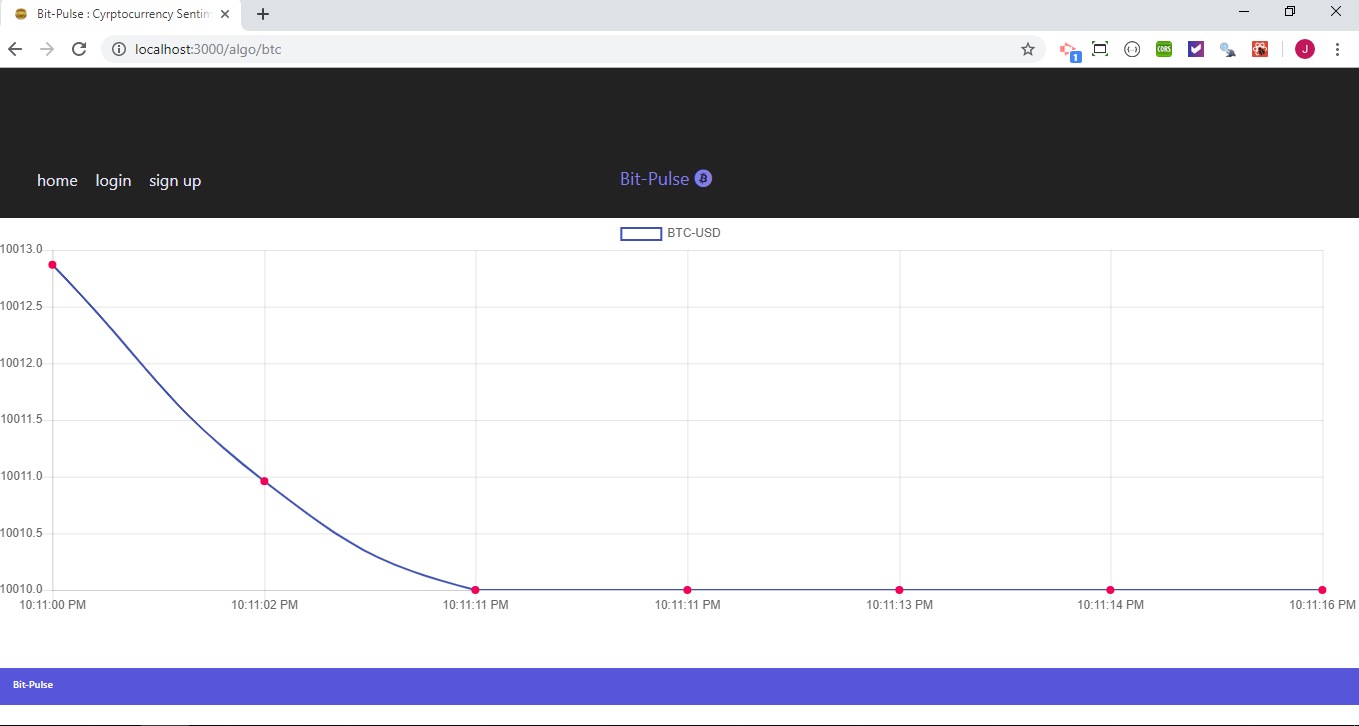 Bit-Pulse : Cyrptocurrency Sentim
localhost:3000/algo/btc
CORS
1
J
home login sign up
Bit-Pulse
BTC-USD
10013.0
10012.5
10012.0
10011.5
10011.0
10010.5
10010.0
10:11:00 PM 10:11:02 PM 10:11:11 PM 10:11:11 PM 10:11:13 PM 10:11:14 PM 10:11:16 PM
Bit-Pulse